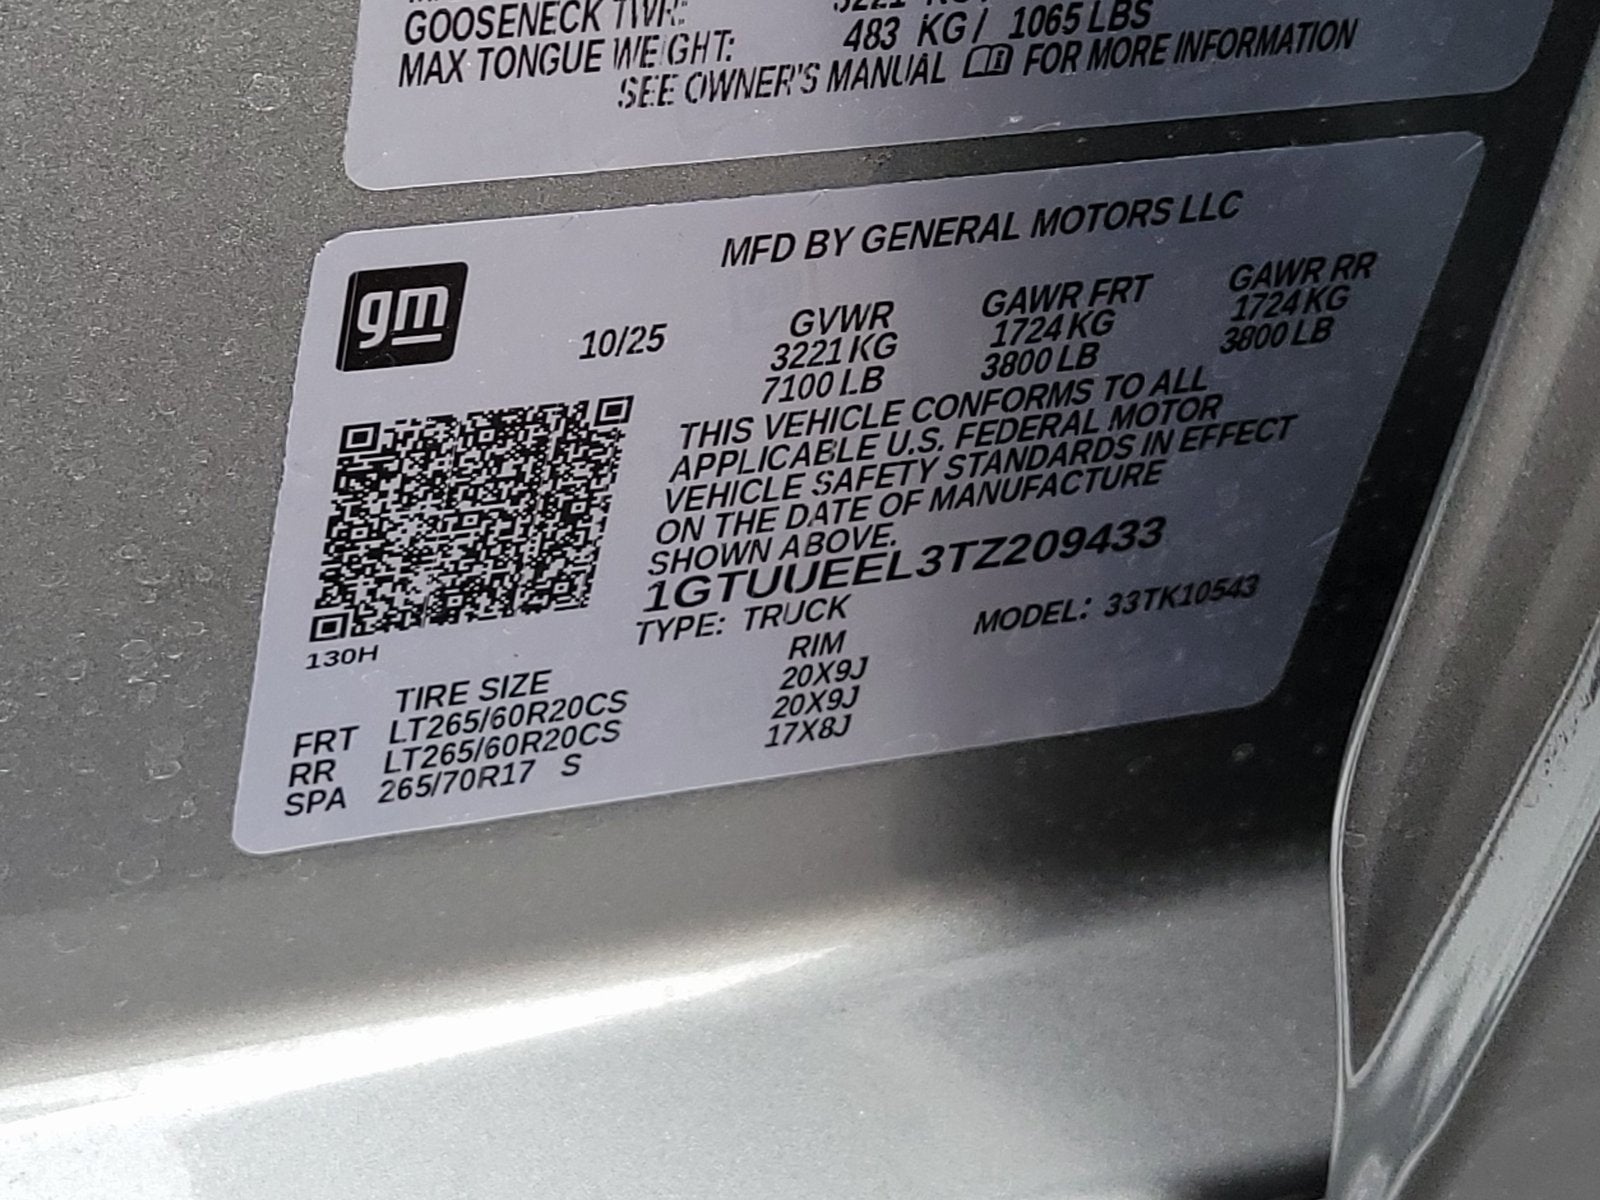 GOOSENECK TWR:
MAX TONGUE WEIGHT: 483 KG / 1065 LBS
SEE OWNER'S MANUAL FOR MORE INFORMATION
MFD BY GENERAL MOTORS LLC
gm
10/25
GVWR GAWR FRT GAWR RR
3221 KG 1724 KG 1724 KG
7100 LB 3800 LB 3800 LB
THIS VEHICLE CONFORMS TO ALL
APPLICABLE U.S. FEDERAL MOTOR
VEHICLE SAFETY STANDARDS IN EFFECT
ON THE DATE OF MANUFACTURE
SHOWN ABOVE.
1GTUUEEL3TZ209433
TYPE: TRUCK MODEL: 33TK10543
130H
TIRE SIZE RIM
FRT LT265/60R20CS 20X9J
RR LT265/60R20CS 20X9J
SPA 265/70R17 S 17X8J